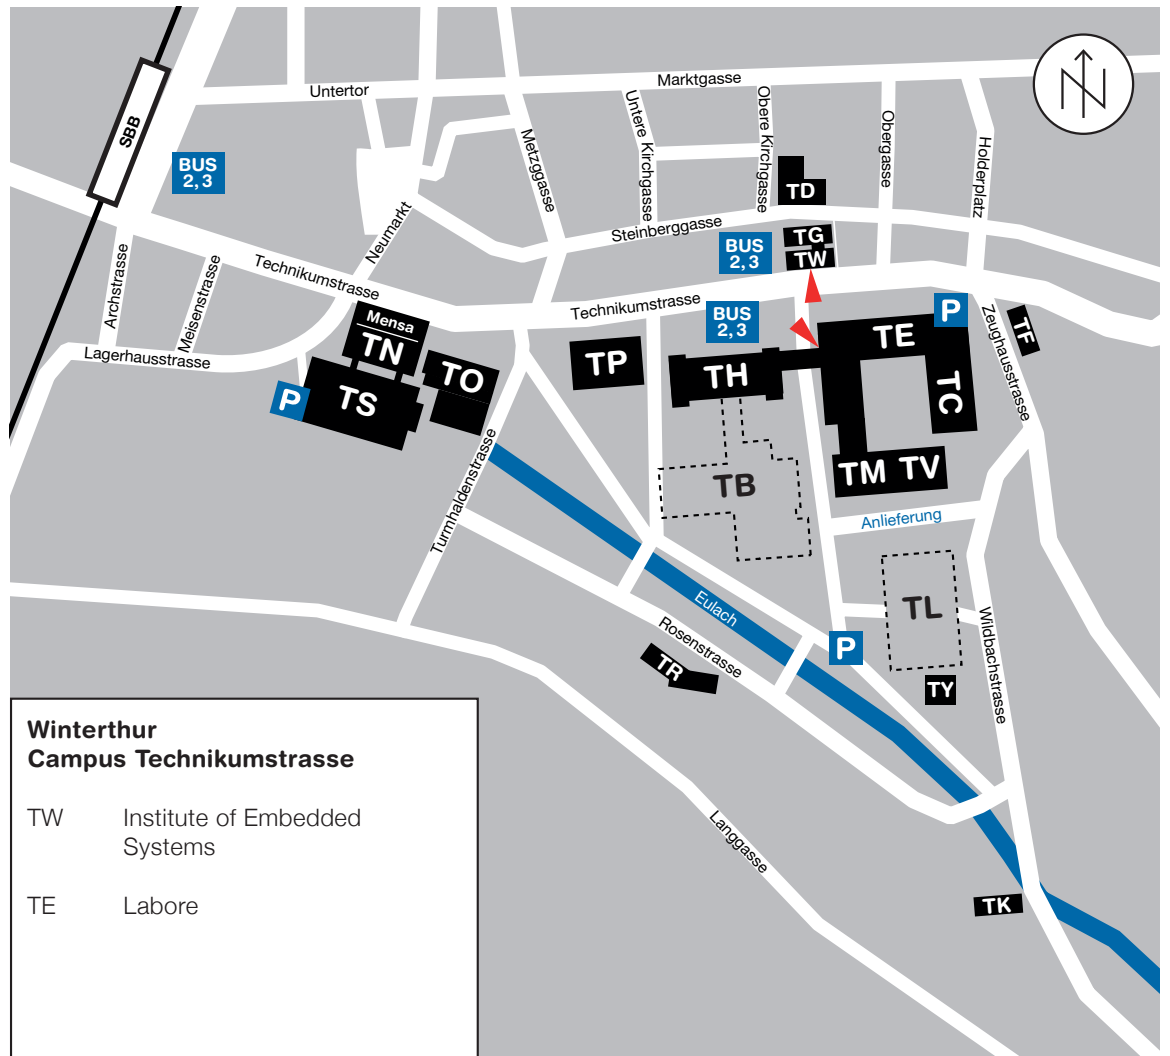 Untertor
Marktgasse
SBB
BUS
2, 3
Metzggasse
Untere Kirchgasse
Obere Kirchgasse
Obergasse
Holderplatz
N
TD
Neumarkt
Steinberggasse
TG
TW
BUS
2, 3
Archstrasse
Meisenstrasse
Technikumstrasse
Technikumstrasse
BUS
2, 3
P
Zeughausstrasse
TF
Lagerhausstrasse
Mensa
TN
TO
TS
P
TP
TH
TE
TC
TM
TV
TB
Turmhaldenstrasse
Anlieferung
Eulach
TL
Rosenstrasse
P
TR
TY
Wildbachstrasse
Langgasse
TK
Winterthur
Campus Technikumstrasse
TW Institute of Embedded
Systems
TE Labore